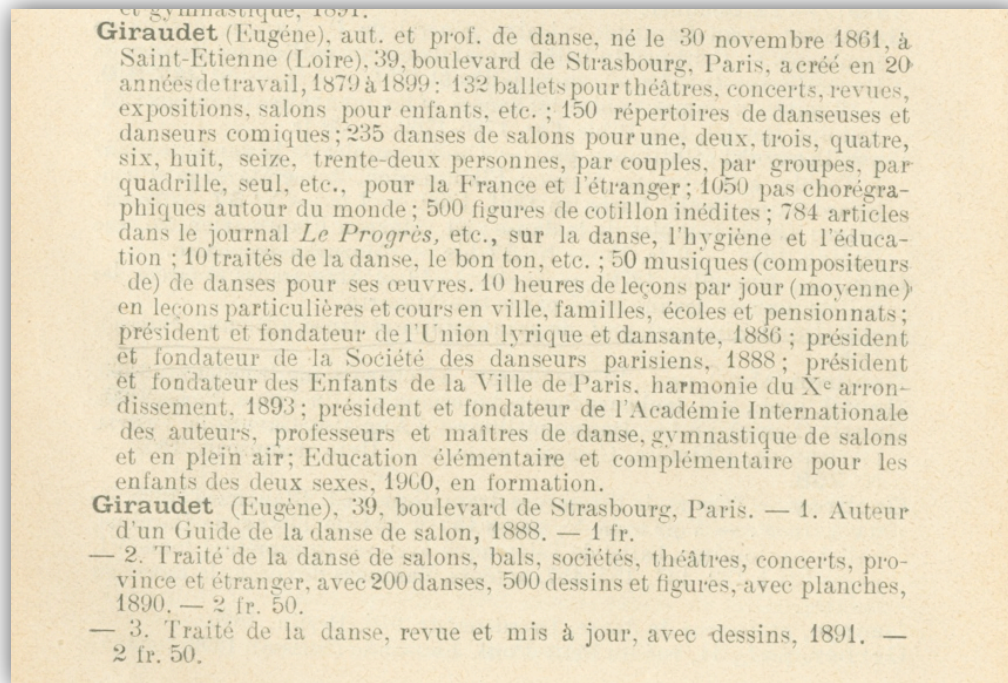 et gymnastique, 1891.
Giraudet (Eugéne), aut. et prof. de danse, né le 30 novembre 1861, à
Saint-Etienne (Loire), 39, boulevard de Strasbourg, Paris, a créé en 20
années de travail, 1879 à 1899 : 132 ballets pour théâtres, concerts, revues,
expositions, salons pour enfants, etc. ; 150 répertoires de danseuses et
danseurs comiques ; 235 danses de salons pour une, deux, trois, quatre,
six, huit, seize, trente-deux personnes, par couples, par groupes, par
quadrille, seul, etc., pour la France et l'étranger ; 1050 pas chorégra-
phiques autour du monde ; 500 figures de cotillon inédites ; 784 articles
dans le journal Le Progrès, etc., sur la danse, l'hygiène et l'éduca-
tion ; 10 traités de la danse, le bon ton, etc. ; 50 musiques (compositeurs
de) de danses pour ses œuvres. 10 heures de leçons par jour (moyenne)
en leçons particulières et cours en ville, familles, écoles et pensionnats ;
président et fondateur de l'Union lyrique et dansante, 1886 ; président
et fondateur de la Société des danseurs parisiens, 1888 ; président
et fondateur des Enfants de la Ville de Paris, harmonie du Xe arron-
dissement, 1893 ; président et fondateur de l'Académie Internationale
des auteurs, professeurs et maîtres de danse, gymnastique de salons
et en plein air ; Education élémentaire et complémentaire pour les
enfants des deux sexes, 1900, en formation.
Giraudet (Eugène), 39, boulevard de Strasbourg, Paris. — 1. Auteur
d'un Guide de la danse de salon, 1888. — 1 fr.
— 2. Traité de la danse de salons, bals, sociétés, théâtres, concerts, pro-
vince et étranger, avec 200 danses, 500 dessins et figures, avec planches,
1890. — 2 fr. 50.
— 3. Traité de la danse, revue et mis à jour, avec dessins, 1891. —
2 fr. 50.